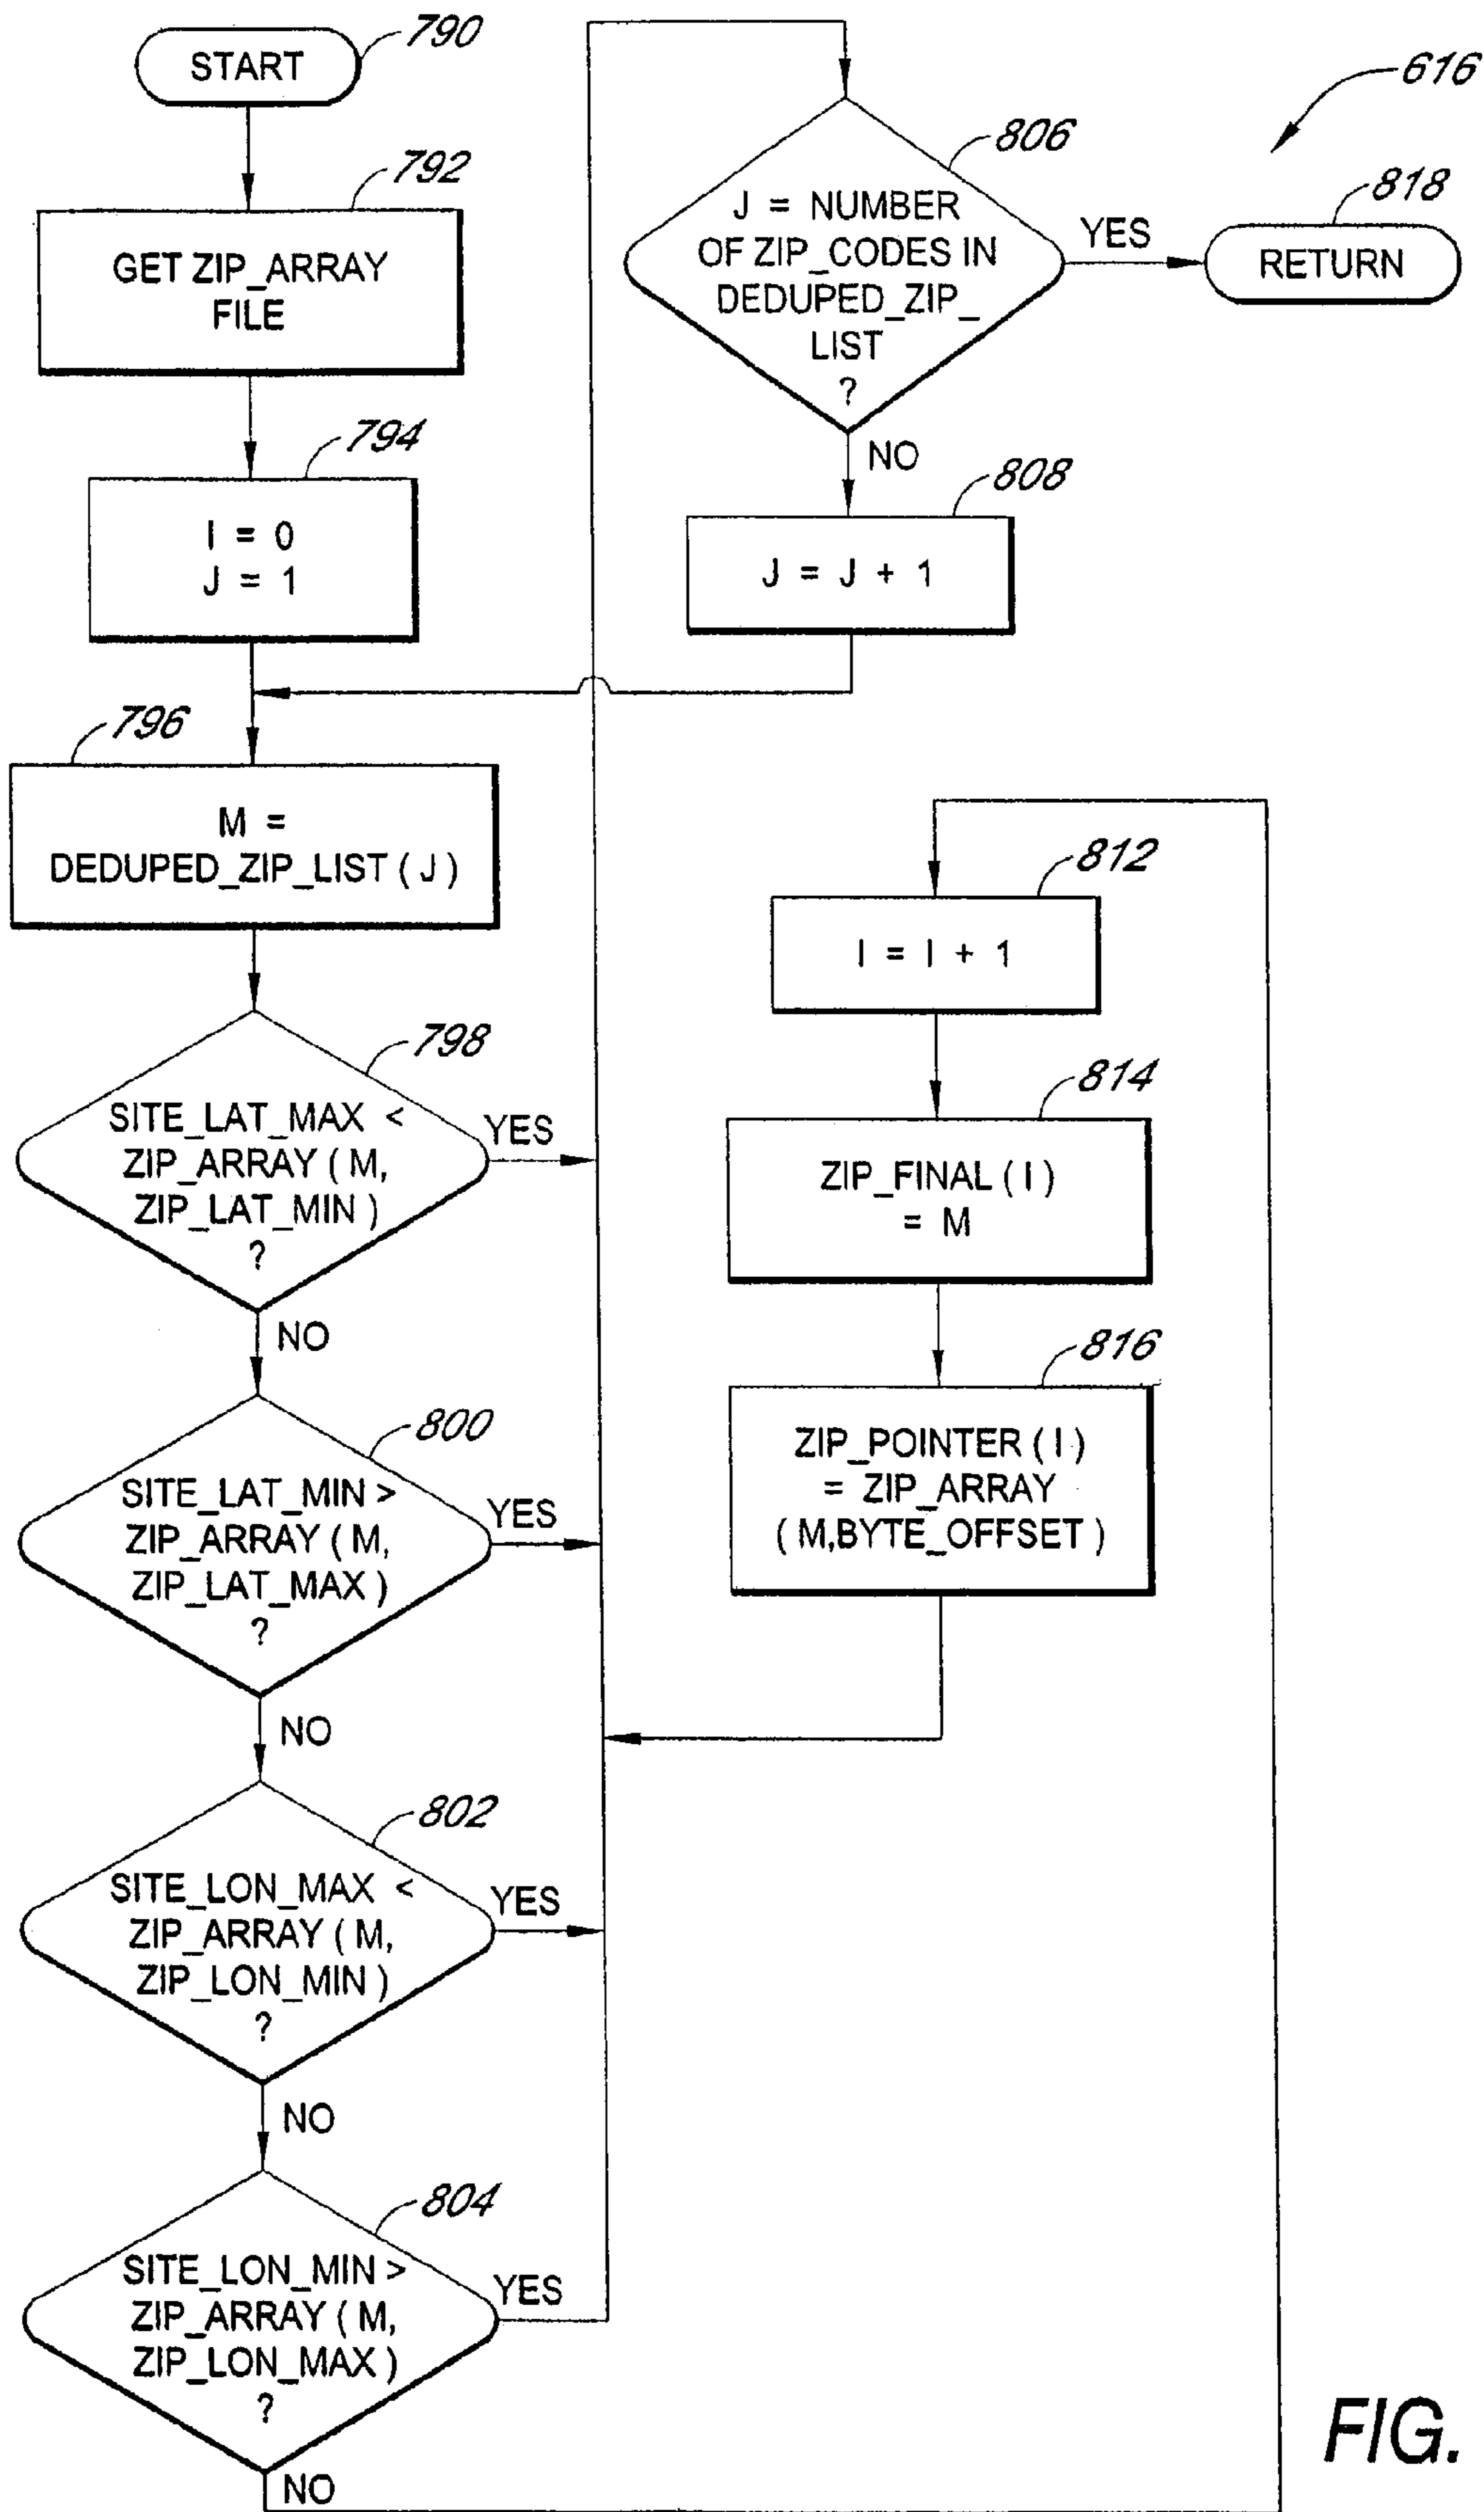 START
790
792
GET ZIP_ARRAY
FILE
794
I = 0
J = 1
796
M =
DEDUPED_ZIP_LIST ( J )
798
SITE_LAT_MAX <
ZIP_ARRAY ( M,
ZIP_LAT_MIN )
?
YES
NO
800
SITE_LAT_MIN >
ZIP_ARRAY ( M,
ZIP_LAT_MAX )
?
YES
NO
802
SITE_LON_MAX <
ZIP_ARRAY ( M,
ZIP_LON_MIN )
?
YES
NO
804
SITE_LON_MIN >
ZIP_ARRAY ( M,
ZIP_LON_MAX )
?
YES
NO
806
J = NUMBER
OF ZIP_CODES IN
DEDUPED_ZIP_
LIST
?
YES
NO
616
818
RETURN
808
J = J + 1
812
I = I + 1
814
ZIP_FINAL ( I )
= M
816
ZIP_POINTER ( I )
= ZIP_ARRAY
( M,BYTE_OFFSET )
FIG.